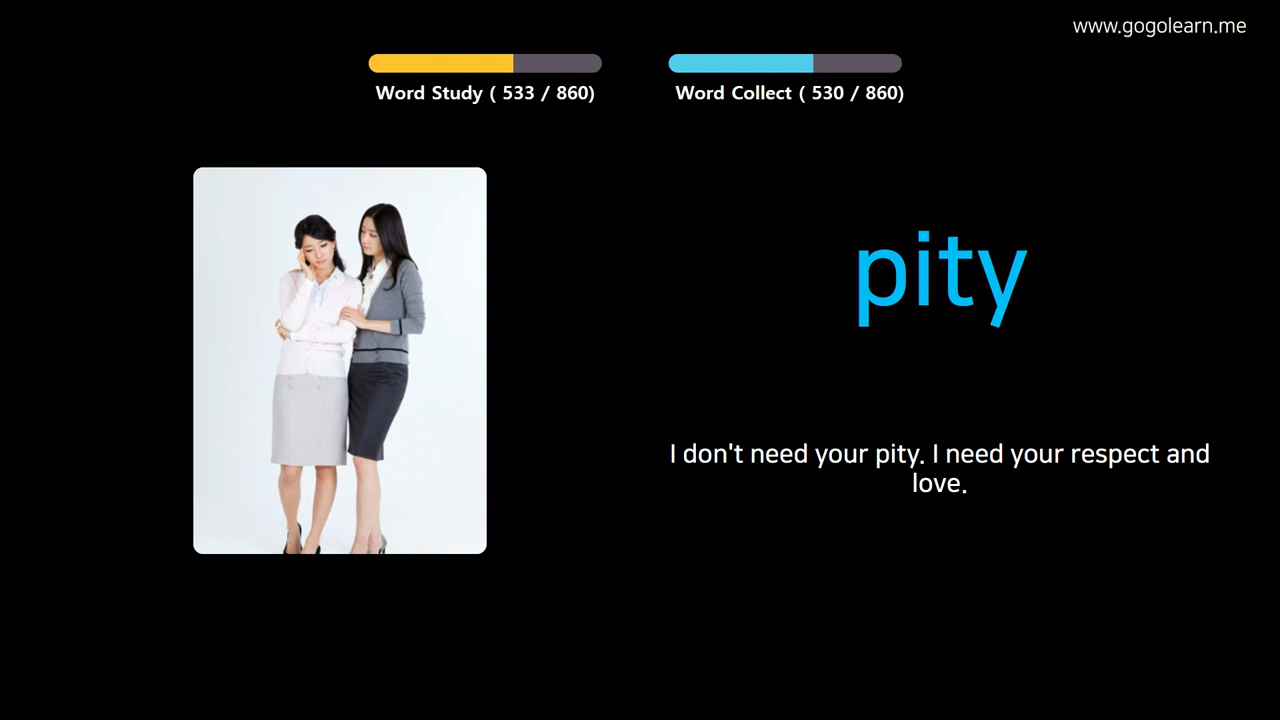 www.gogolearn.me
Word Study ( 533 / 860)
Word Collect ( 530 / 860)
pity
I don't need your pity. I need your respect and
love.